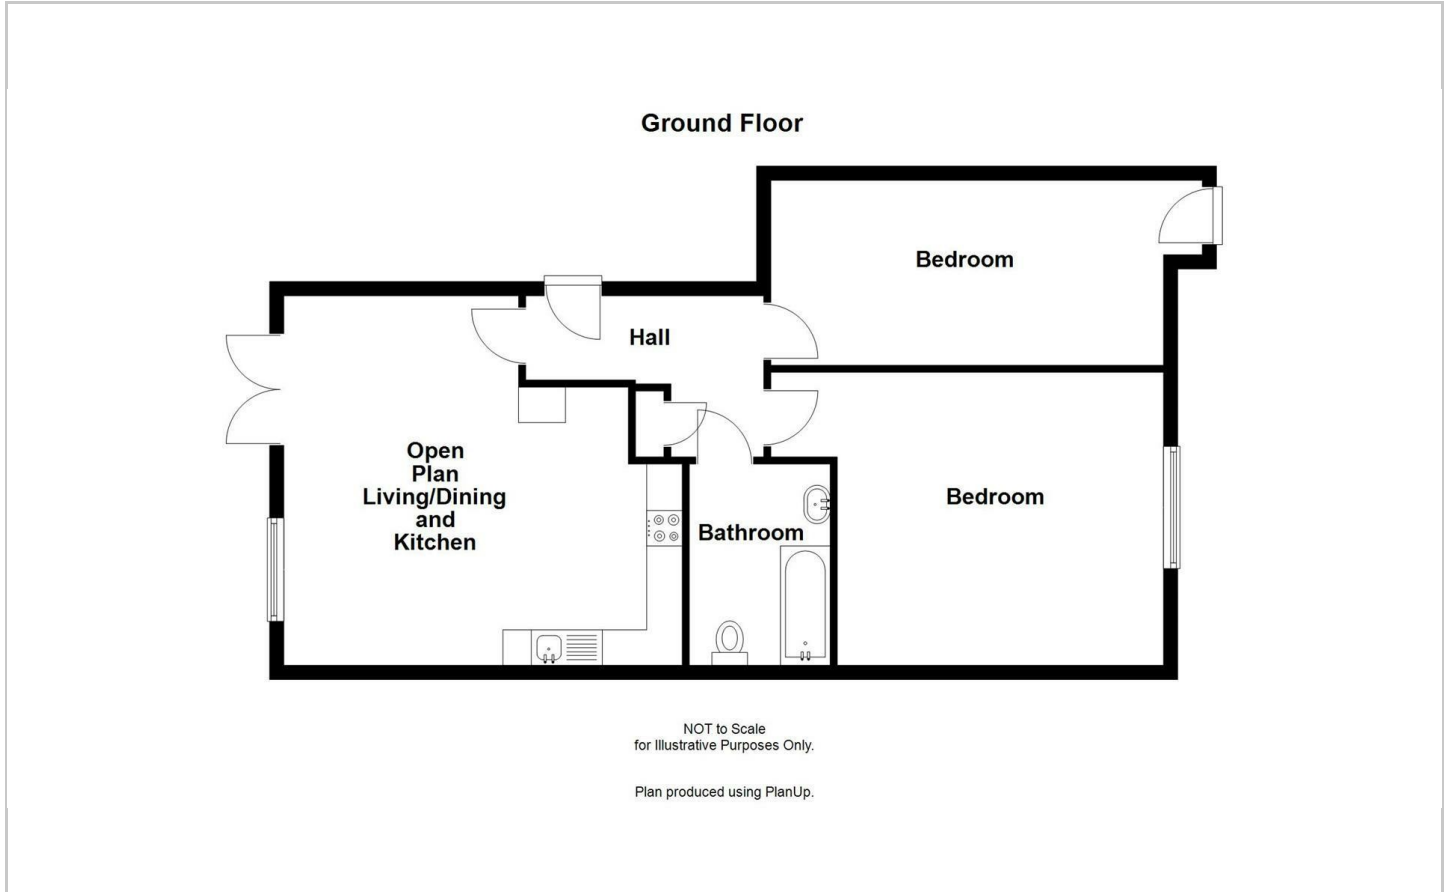 Ground Floor
Bedroom
Hall
Open
Plan
Living/Dining
and
Kitchen
Bathroom
Bedroom
NOT to Scale
for Illustrative Purposes Only.
Plan produced using PlanUp.